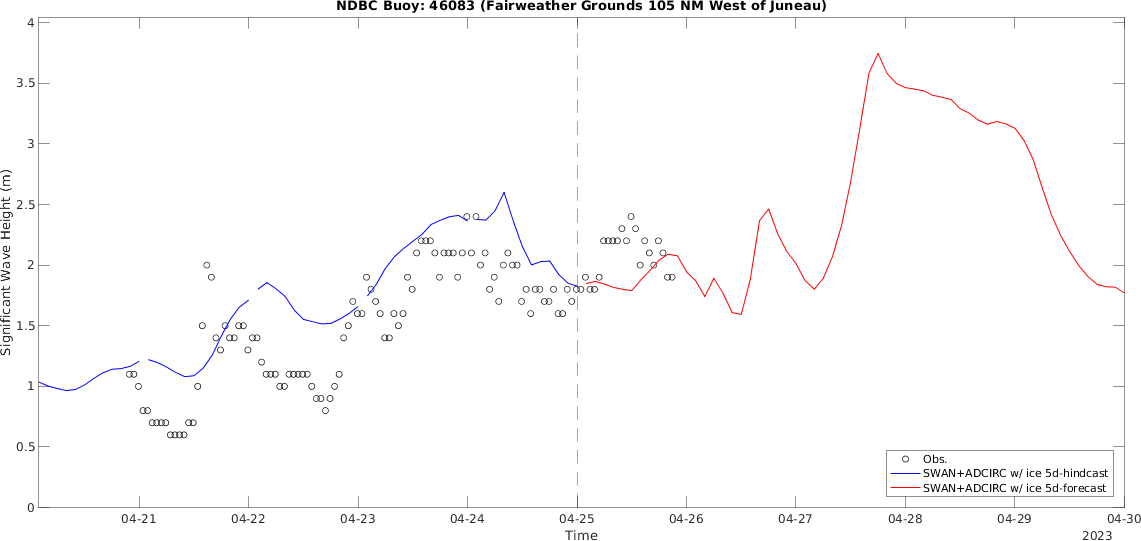 NDBC Buoy: 46083 (Fairweather Grounds 105 NM West of Juneau)
Significant Wave Height (m)
4
3.5
3
2.5
2
1.5
1
0.5
0
Obs.
SWAN+ADCIRC w/ ice 5d-hindcast
SWAN+ADCIRC w/ ice 5d-forecast
04-21 04-22 04-23 04-24 04-25 04-26 04-27 04-28 04-29 04-30
Time
2023